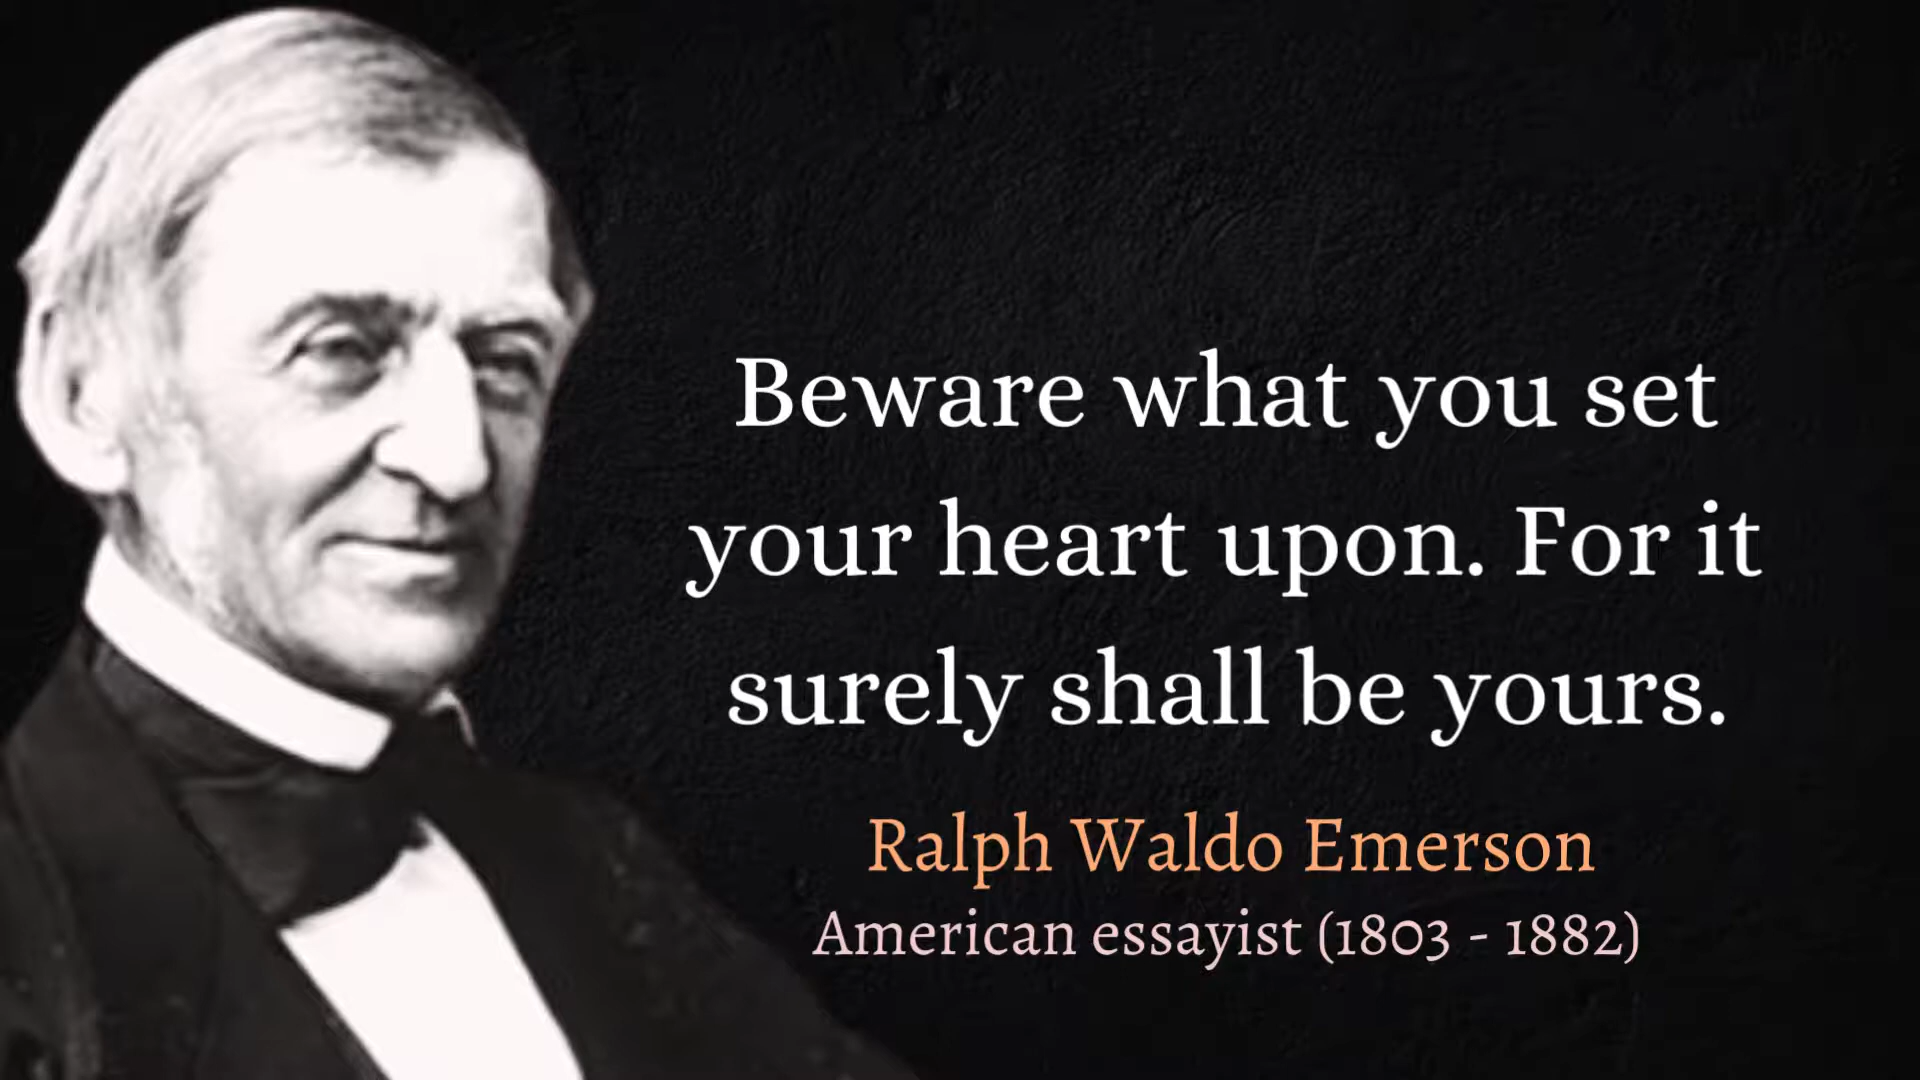 Beware what you set
your heart upon. For it
surely shall be yours.
Ralph Waldo Emerson
American essayist (1803 - 1882)